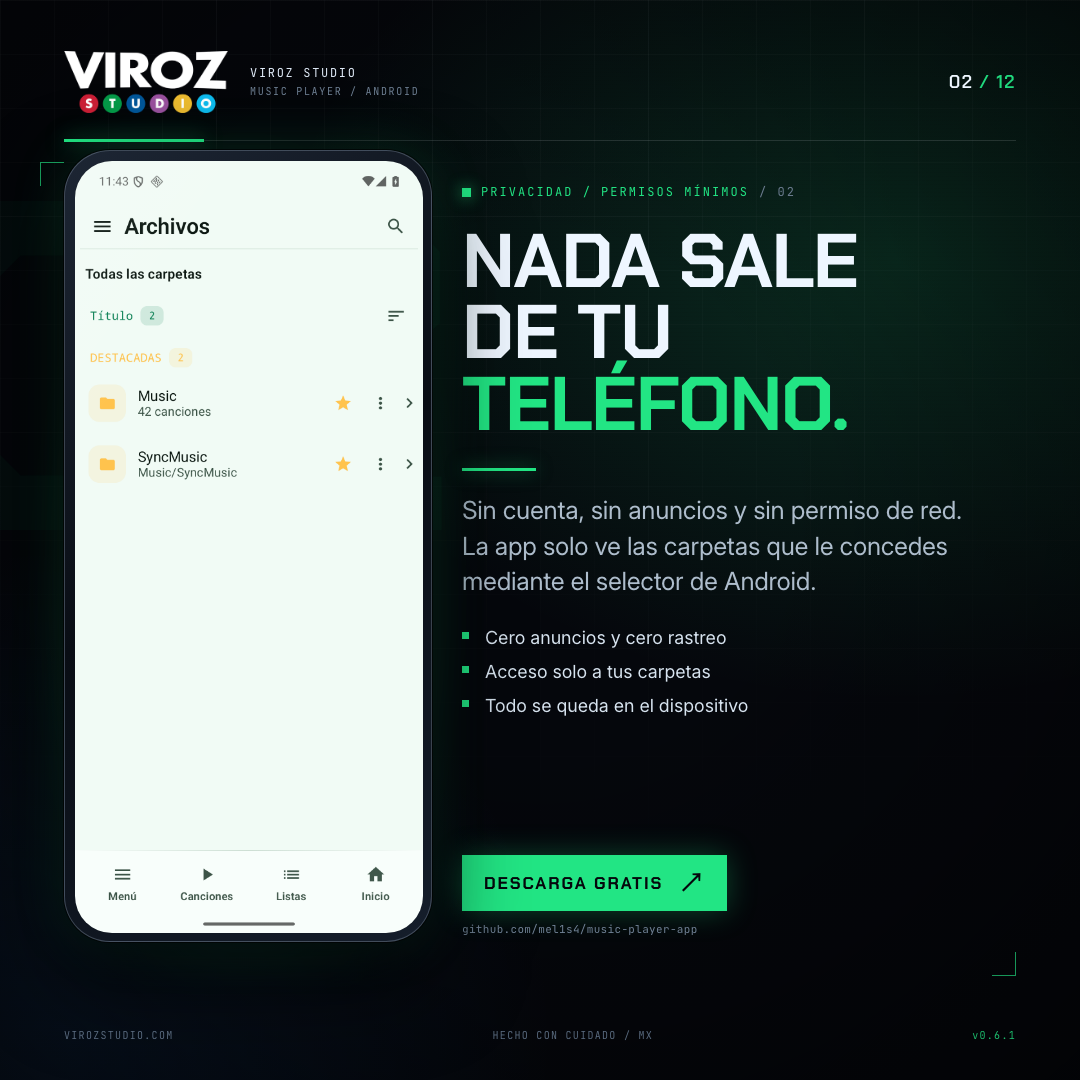 VIROZ
STUDIO
VIROZ STUDIO
MUSIC PLAYER / ANDROID
02 / 12
11:43
Archivos
Todas las carpetas
Título 2
DESTACADAS 2
Music
42 canciones
SyncMusic
Music/SyncMusic
Menú
Canciones
Listas
Inicio
PRIVACIDAD / PERMISOS MÍNIMOS / 02
NADA SALE
DE TU
TELÉFONO.
Sin cuenta, sin anuncios y sin permiso de red.
La app solo ve las carpetas que le concedes
mediante el selector de Android.
Cero anuncios y cero rastreo
Acceso solo a tus carpetas
Todo se queda en el dispositivo
DESCARGA GRATIS
github.com/mel1s4/music-player-app
VIROZSTUDIO.COM
HECHO CON CUIDADO / MX
v0.6.1